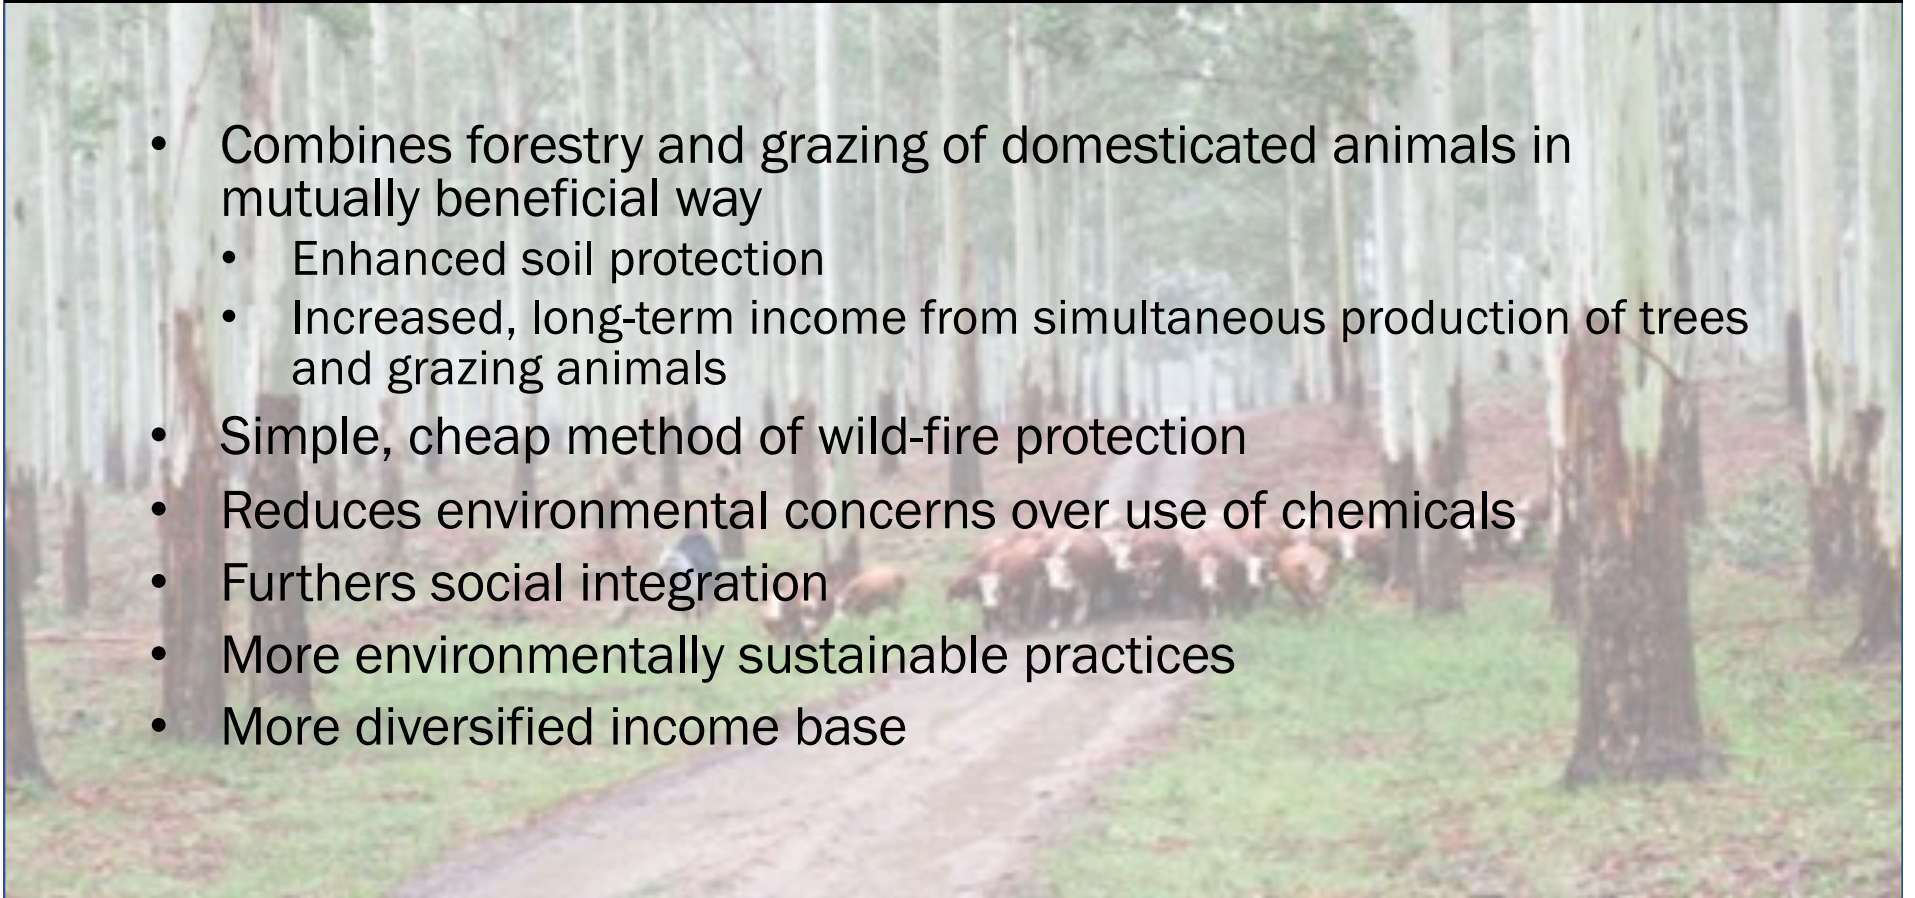 • Combines forestry and grazing of domesticated animals in
mutually beneficial way
• Enhanced soil protection
• Increased, long-term income from simultaneous production of trees
and grazing animals
• Simple, cheap method of wild-fire protection
• Reduces environmental concerns over use of chemicals
• Furthers social integration
• More environmentally sustainable practices
• More diversified income base